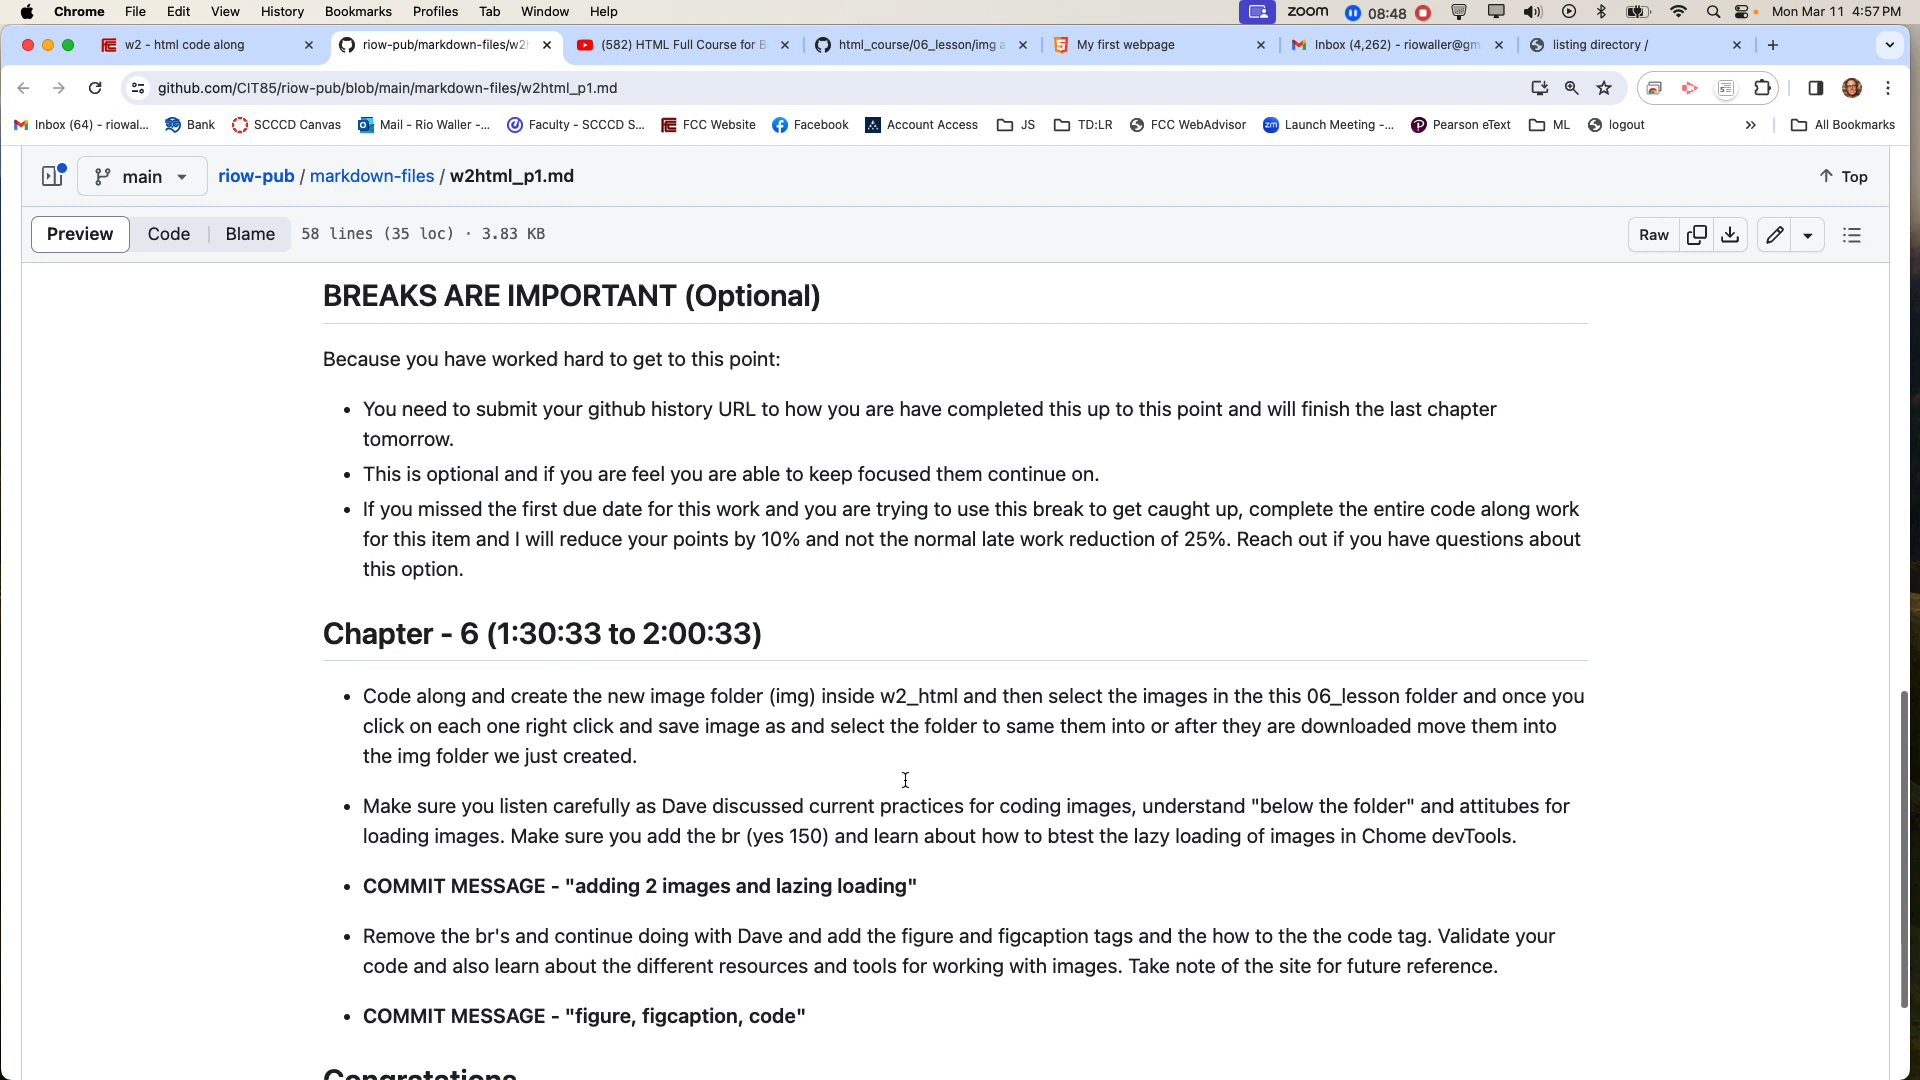 Chrome File Edit View History Bookmarks Profiles Tab Window Help zoom 08:48 Mon Mar 11 4:57 PM
w2 - html code along riow-pub/markdown-files/w2 (582) HTML Full Course for B html_course/06_lesson/img a My first webpage Inbox (4,262) - riowaller@gm listing directory /
github.com/CIT85/riow-pub/blob/main/markdown-files/w2html_p1.md
Inbox (64) - riowal... Bank SCCCD Canvas Mail - Rio Waller -... Faculty - SCCCD S... FCC Website Facebook Account Access JS TD:LR FCC WebAdvisor Launch Meeting -... Pearson eText ML logout » All Bookmarks
main riow-pub / markdown-files / w2html_p1.md Top
Preview Code Blame 58 lines (35 loc) · 3.83 KB Raw
BREAKS ARE IMPORTANT (Optional)
Because you have worked hard to get to this point:
• You need to submit your github history URL to how you are have completed this up to this point and will finish the last chapter
tomorrow.
• This is optional and if you are feel you are able to keep focused them continue on.
• If you missed the first due date for this work and you are trying to use this break to get caught up, complete the entire code along work
for this item and I will reduce your points by 10% and not the normal late work reduction of 25%. Reach out if you have questions about
this option.
Chapter - 6 (1:30:33 to 2:00:33)
• Code along and create the new image folder (img) inside w2_html and then select the images in the this 06_lesson folder and once you
click on each one right click and save image as and select the folder to same them into or after they are downloaded move them into
the img folder we just created.
• Make sure you listen carefully as Dave discussed current practices for coding images, understand "below the folder" and attitubes for
loading images. Make sure you add the br (yes 150) and learn about how to btest the lazy loading of images in Chome devTools.
• COMMIT MESSAGE - "adding 2 images and lazing loading"
• Remove the br's and continue doing with Dave and add the figure and figcaption tags and the how to the the code tag. Validate your
code and also learn about the different resources and tools for working with images. Take note of the site for future reference.
• COMMIT MESSAGE - "figure, figcaption, code"
Congratations